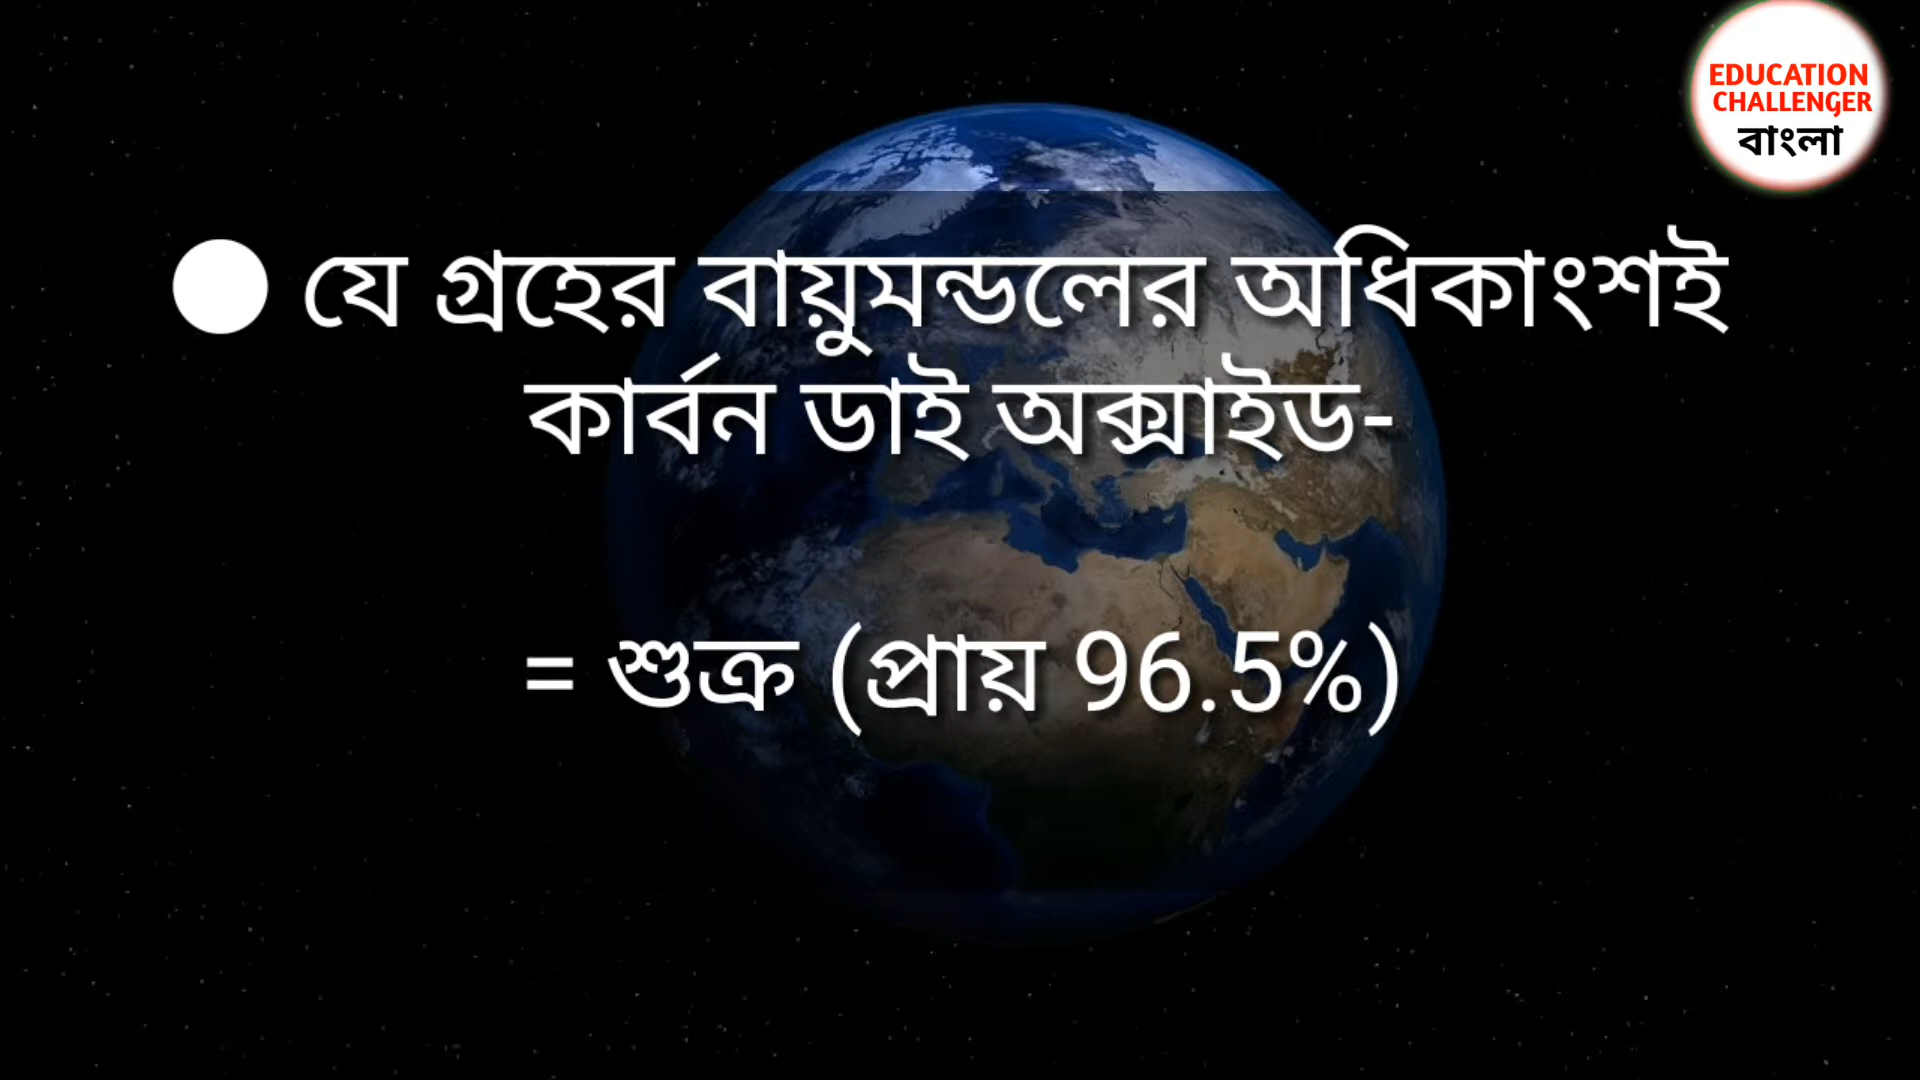 EDUCATION
CHALLENGER
বাংলা
● যে গ্রহের বায়ুমন্ডলের অধিকাংশই
কার্বন ডাই অক্সাইড-
= শুক্র (প্রায় 96.5%)